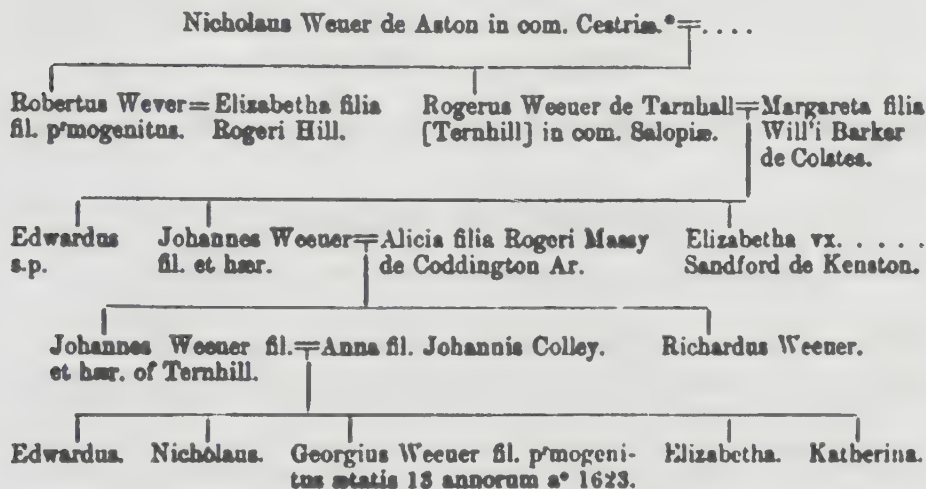 Nicholaus Weuer de Aston in com. Cestriæ.*=. . . .
Robertus Wever= Elizabetha filia Rogerus Weeuer de Tarnhall=Margareta filia
fil. p'mogenitus. Rogeri Hill. [Ternhill] in com. Salopiæ. Will'i Barker
de Colstes.
Edwardus Johannes Weeuer=Alicia filia Rogeri Massy Elizabetha vx. . . . . .
s.p. fil. et hær. de Coddington Ar. Sandford de Kenston.
Johannes Weeuer fil.=Anna fil. Johannis Colley. Richardus Weeuer.
et hær. of Ternhill.
Edwardus. Nicholaus. Georgius Weeuer fil. p'mogeni- Elizabetha. Katherina.
tus ætatis 13 annorum a° 1623.